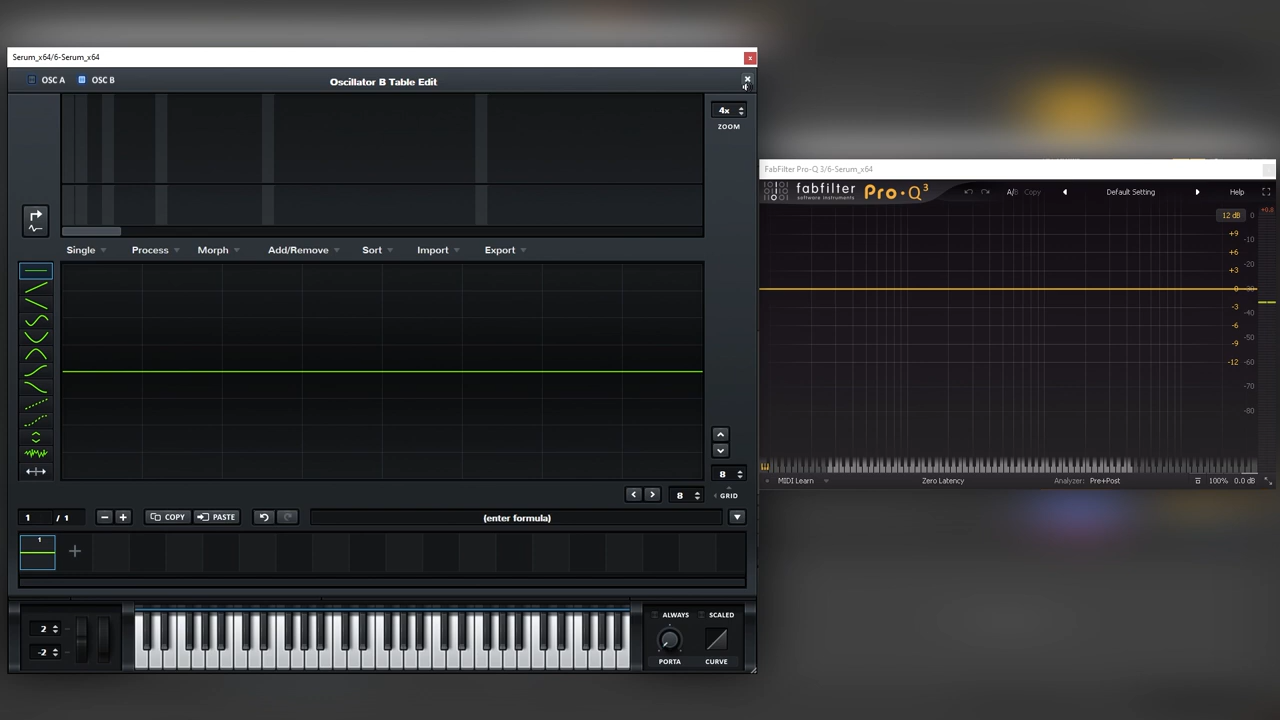 Serum_x64/6-Serum_x64 x
OSC A OSC B Oscillator B Table Edit
4x
ZOOM
Single Process Morph Add/Remove Sort Import Export
8
8 GRID
1 / 1 COPY PASTE (enter formula)
1
2
-2
ALWAYS SCALED
PORTA CURVE
FabFilter Pro-Q 3/6-Serum_x64
fabfilter Pro·Q³
software instruments
A/B Copy Default Setting Help
12 dB 0 +0.8
+9 -10
+6 -20
+3
0 -30
-3 -40
-6 -50
-9 -60
-12
-70
-80
MIDI Learn Zero Latency Analyzer: Pre+Post 100% 0.0 dB